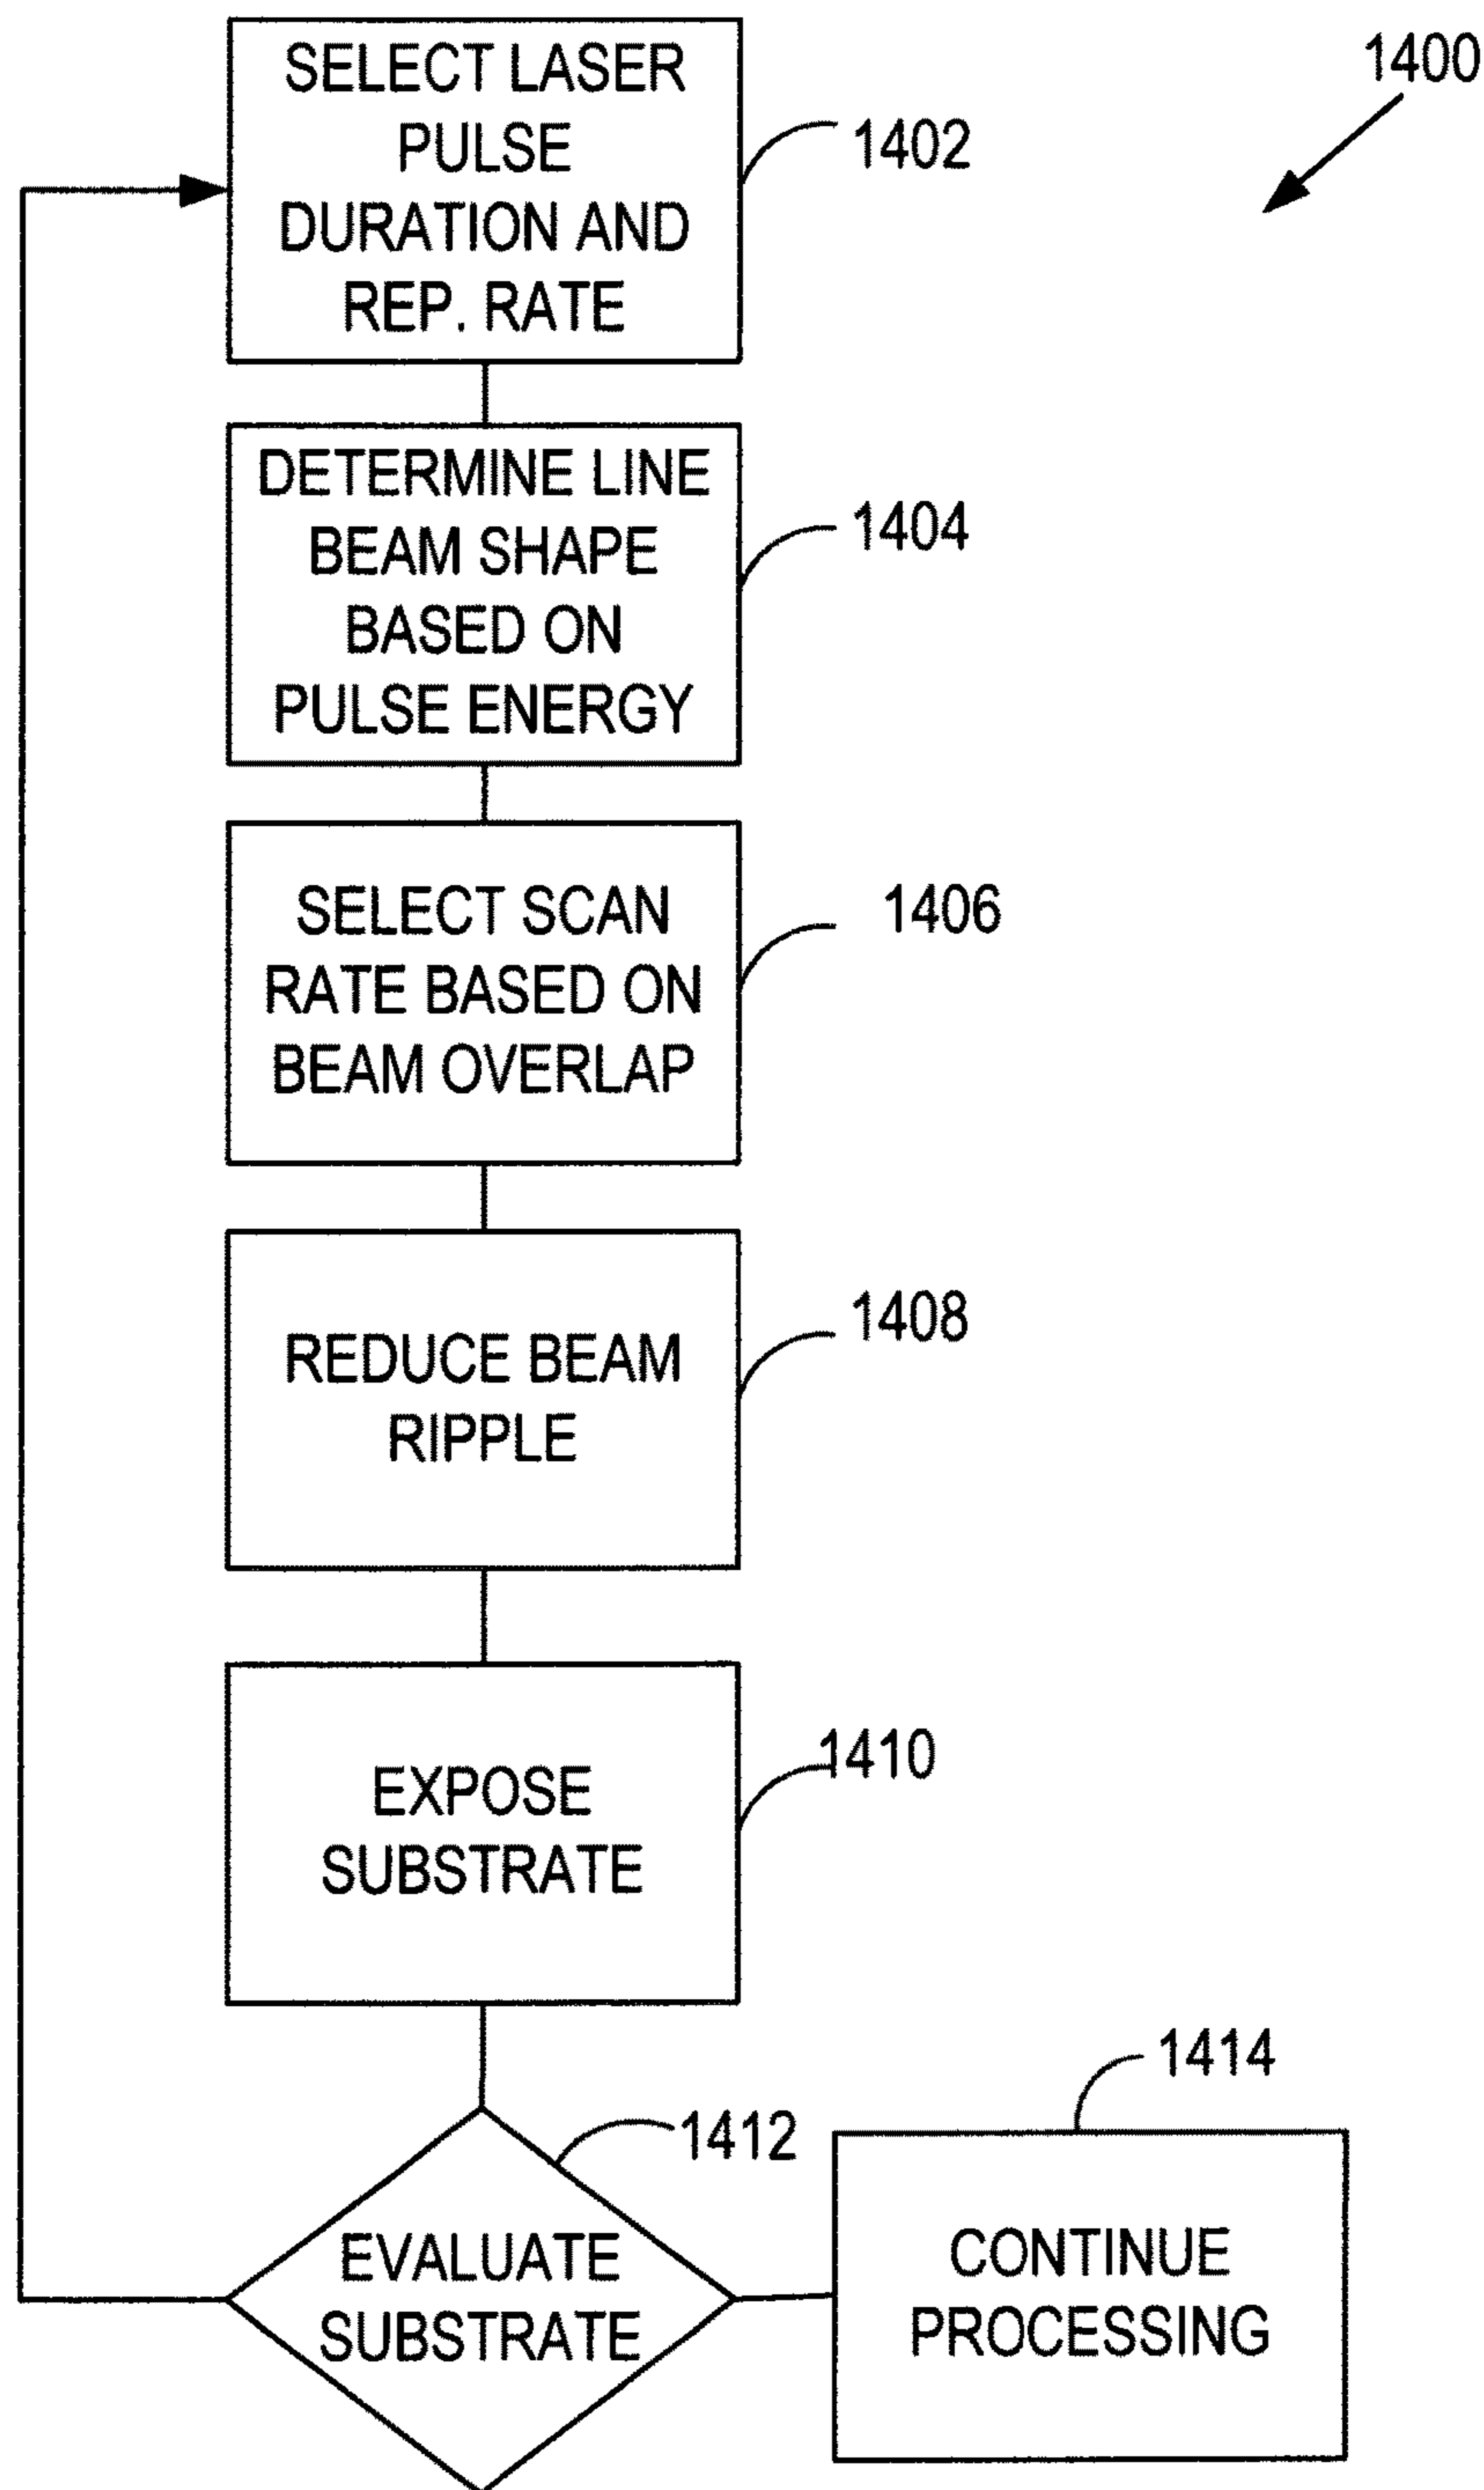 1400
SELECT LASER
PULSE
DURATION AND
REP. RATE
1402
DETERMINE LINE
BEAM SHAPE
BASED ON
PULSE ENERGY
1404
SELECT SCAN
RATE BASED ON
BEAM OVERLAP
1406
REDUCE BEAM
RIPPLE
1408
EXPOSE
SUBSTRATE
1410
EVALUATE
SUBSTRATE
1412
CONTINUE
PROCESSING
1414